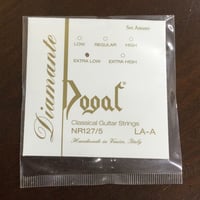 Set Amore
LOW REGULAR HIGH
EXTRA LOW EXTRA HIGH
Diamante
Dogal
Classical Guitar Strings
NR127/5 LA-A
Handmade in Venice, Italy